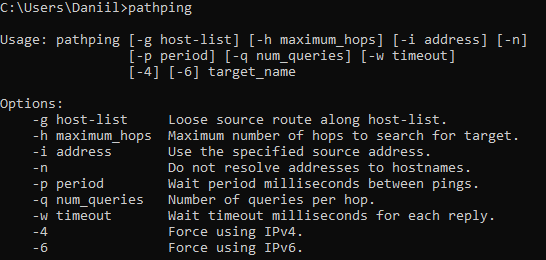 C:\Users\Daniil>pathping
Usage: pathping [-g host-list] [-h maximum_hops] [-i address] [-n]
                [-p period] [-q num_queries] [-w timeout]
                [-4] [-6] target_name
Options:
    -g host-list     Loose source route along host-list.
    -h maximum_hops  Maximum number of hops to search for target.
    -i address       Use the specified source address.
    -n               Do not resolve addresses to hostnames.
    -p period        Wait period milliseconds between pings.
    -q num_queries   Number of queries per hop.
    -w timeout       Wait timeout milliseconds for each reply.
    -4               Force using IPv4.
    -6               Force using IPv6.